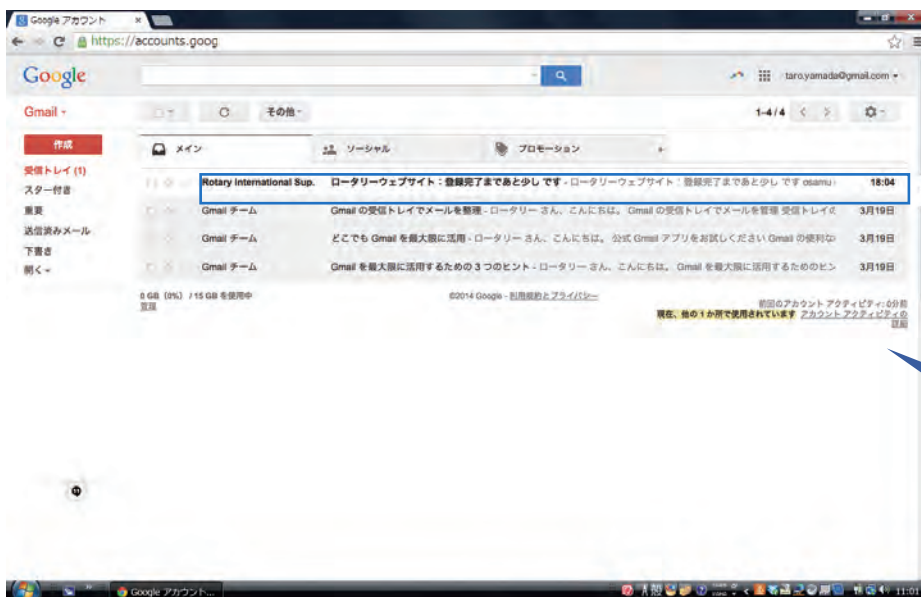 Google アカウント ×
https://accounts.goog
Google taro.yamada@gmail.com
Gmail その他 1–4/4
作成
メイン ソーシャル プロモーション +
受信トレイ (1)
スター付き
重要
送信済みメール
下書き
開く
Rotary International Sup. ロータリーウェブサイト：登録完了まであと少し です - ロータリーウェブサイト：登録完了まであと少し です osamu 18:04
Gmail チーム Gmail の受信トレイでメールを整理 - ロータリー さん、こんにちは。 Gmail の受信トレイでメールを管理 受信トレイの 3月19日
Gmail チーム どこでも Gmail を最大限に活用 - ロータリー さん、こんにちは。 公式 Gmail アプリをお試しください Gmail の便利な 3月19日
Gmail チーム Gmail を最大限に活用するための 3 つのヒント - ロータリー さん、こんにちは。 Gmail を最大限に活用するためのヒン 3月19日
0 GB (0%) / 15 GB を使用中
管理
©2014 Google - 利用規約とプライバシー
前回のアカウント アクティビティ: 0分前
現在、他の 1 か所で使用されています アカウント アクティビティの
詳細
Google アカウント... 11:01